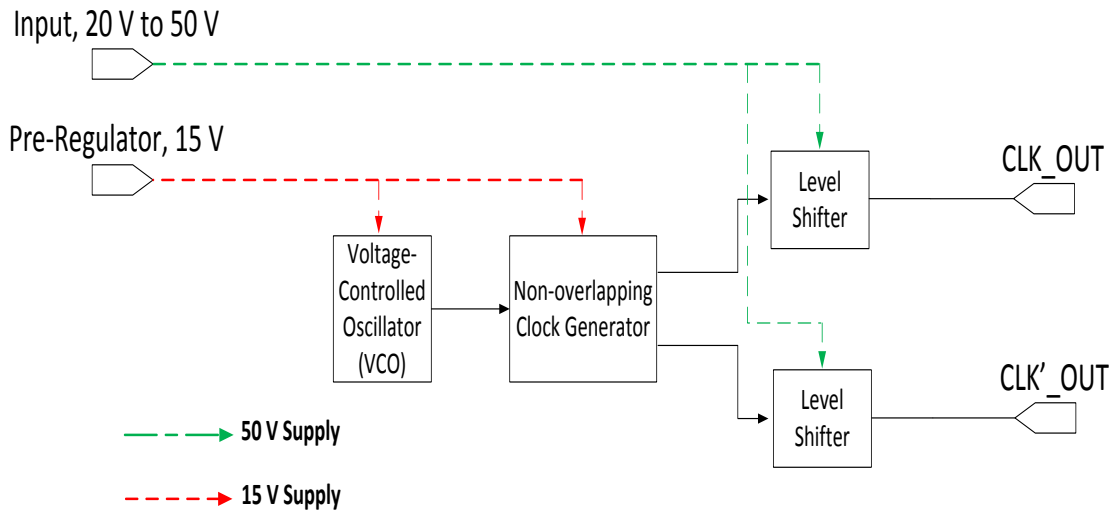 Input, 20 V to 50 V
Pre-Regulator, 15 V
Voltage-
Controlled
Oscillator
(VCO)
Non-overlapping
Clock Generator
Level
Shifter
CLK_OUT
Level
Shifter
CLK’_OUT
50 V Supply
15 V Supply